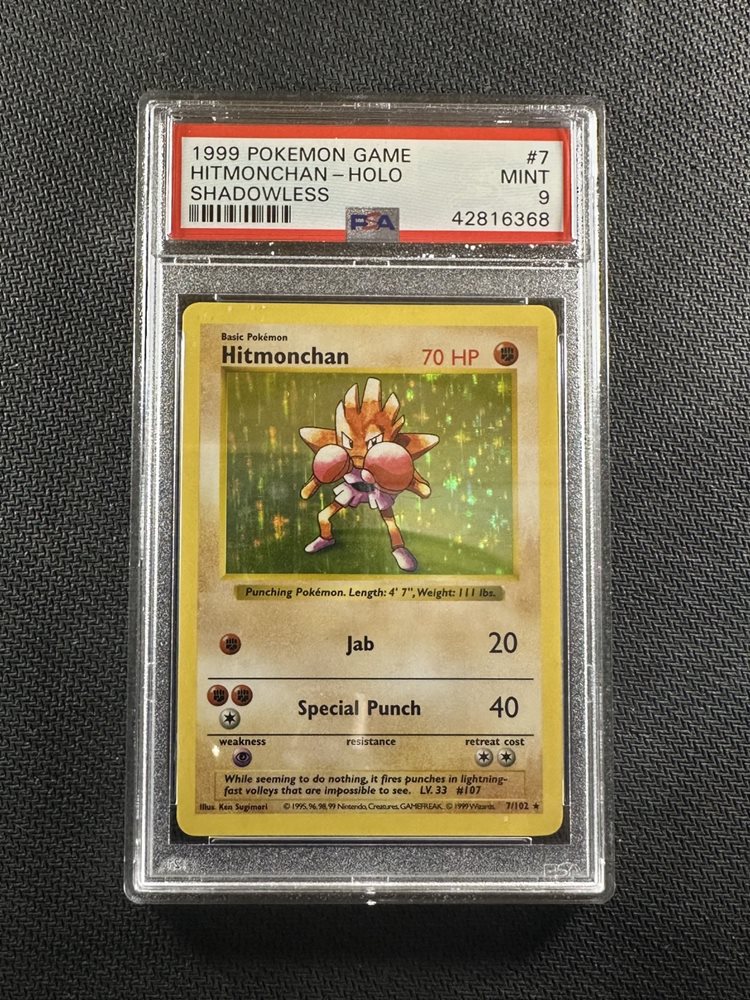 1999 POKEMON GAME #7
HITMONCHAN – HOLO MINT
SHADOWLESS 9
PSA 42816368
Basic Pokémon
Hitmonchan 70 HP
Punching Pokémon. Length: 4' 7", Weight: 111 lbs.
Jab 20
Special Punch 40
weakness resistance retreat cost
While seeming to do nothing, it fires punches in lightning-
fast volleys that are impossible to see. LV. 33 #107
Illus. Ken Sugimori © 1995, 96, 98, 99 Nintendo, Creatures, GAMEFREAK. © 1999 Wizards. 7/102 ★
PSA